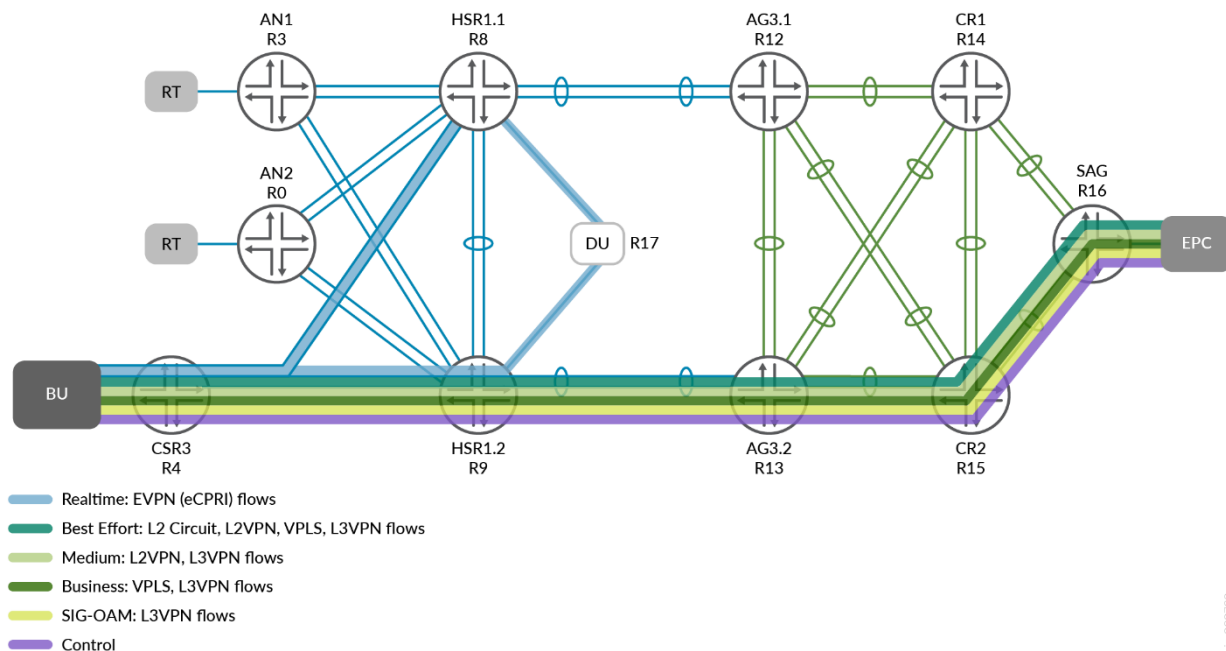 AN1
R3
HSR1.1
R8
AG3.1
R12
CR1
R14
RT
AN2
R0
SAG
R16
RT
DU
R17
EPC
BU
CSR3
R4
HSR1.2
R9
AG3.2
R13
CR2
R15
Realtime: EVPN (eCPRI) flows
Best Effort: L2 Circuit, L2VPN, VPLS, L3VPN flows
Medium: L2VPN, L3VPN flows
Business: VPLS, L3VPN flows
SIG-OAM: L3VPN flows
Control